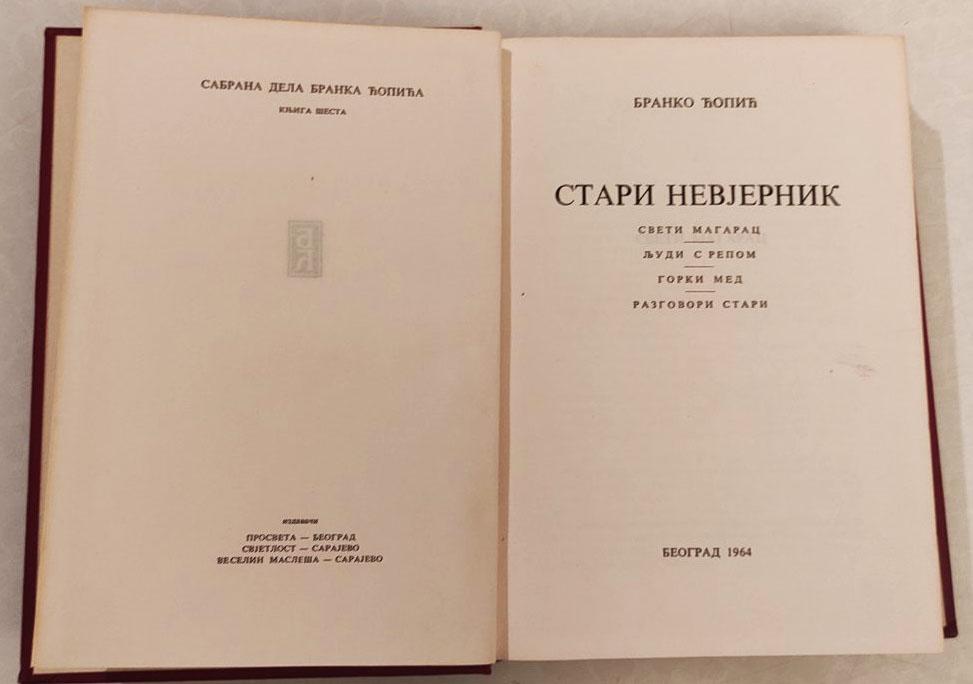 САБРАНА ДЕЛА БРАНКА ЋОПИЋА
КЊИГА ШЕСТА
БЋ
издавачи
ПРОСВЕТА — БЕОГРАД
СВЈЕТЛОСТ — САРАЈЕВО
ВЕСЕЛИН МАСЛЕША — САРАЈЕВО
БРАНКО ЋОПИЋ
СТАРИ НЕВЈЕРНИК
СВЕТИ МАГАРАЦ
ЉУДИ С РЕПОМ
ГОРКИ МЕД
РАЗГОВОРИ СТАРИ
БЕОГРАД 1964